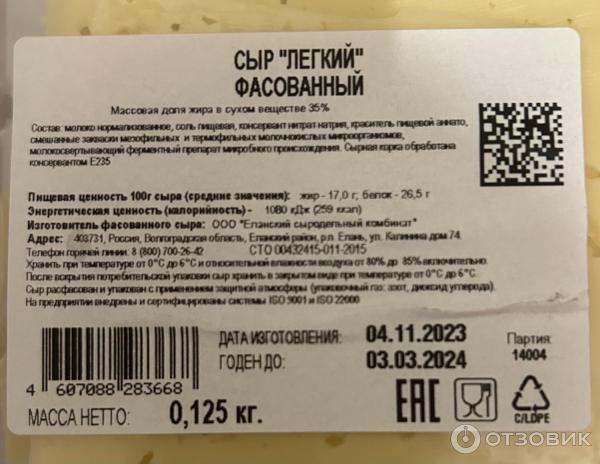 СЫР "ЛЕГКИЙ"
ФАСОВАННЫЙ
Массовая доля жира в сухом веществе 35%
Состав: молоко нормализованное, соль пищевая, консервант нитрат натрия, краситель пищевой аннато,
смешанные закваски мезофильных и термофильных молочнокислых микроорганизмов,
молокосвертывающий ферментный препарат микробного происхождения. Сырная корка обработана
консервантом Е235
Пищевая ценность 100г сыра (средние значения): жир - 17,0 г; белок - 26,5 г
Энергетическая ценность (калорийность) - 1080 кДж (259 ккал)
Изготовитель фасованного сыра: ООО "Еланский сыродельный комбинат"
Адрес: 403731, Россия, Волгоградская область, Еланский район, р.п. Елань, ул. Калинина дом 74.
Телефон горячей линии: 8 (800) 700-26-42 СТО 00432415-011-2015
Хранить при температуре от 0°С до 6°С и относительной влажности воздуха от 80% до 85% включительно.
После вскрытия потребительской упаковки сыр хранить в закрытом виде при температуре от 0°С до 6°С.
Сыр расфасован и упакован с применением защитной атмосферы (упаковочный газ: азот, диоксид углерода).
На предприятии внедрены и сертифицированы системы ISO 9001 и ISO 22000
ДАТА ИЗГОТОВЛЕНИЯ: 04.11.2023 Партия:
ГОДЕН ДО: 03.03.2024 14004
4 607088 283668
МАССА НЕТТО: 0,125 кг.
EAC
C/LDPE
ОТЗОВИК